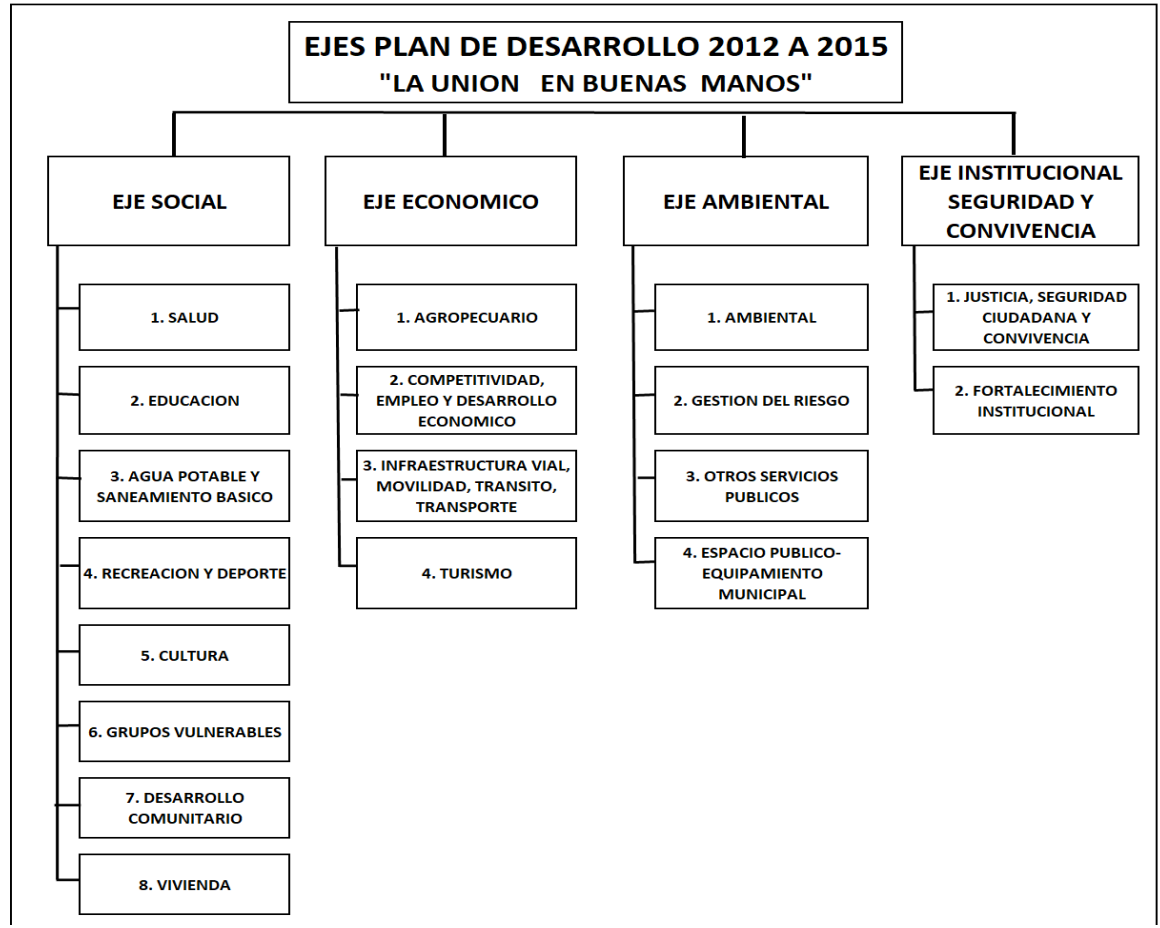 EJES PLAN DE DESARROLLO 2012 A 2015
"LA UNION EN BUENAS MANOS"
EJE SOCIAL
1. SALUD
2. EDUCACION
3. AGUA POTABLE Y
SANEAMIENTO BASICO
4. RECREACION Y DEPORTE
5. CULTURA
6. GRUPOS VULNERABLES
7. DESARROLLO
COMUNITARIO
8. VIVIENDA
EJE ECONOMICO
1. AGROPECUARIO
2. COMPETITIVIDAD,
EMPLEO Y DESARROLLO
ECONOMICO
3. INFRAESTRUCTURA VIAL,
MOVILIDAD, TRANSITO,
TRANSPORTE
4. TURISMO
EJE AMBIENTAL
1. AMBIENTAL
2. GESTION DEL RIESGO
3. OTROS SERVICIOS
PUBLICOS
4. ESPACIO PUBLICO-
EQUIPAMIENTO
MUNICIPAL
EJE INSTITUCIONAL
SEGURIDAD Y
CONVIVENCIA
1. JUSTICIA, SEGURIDAD
CIUDADANA Y
CONVIVENCIA
2. FORTALECIMIENTO
INSTITUCIONAL